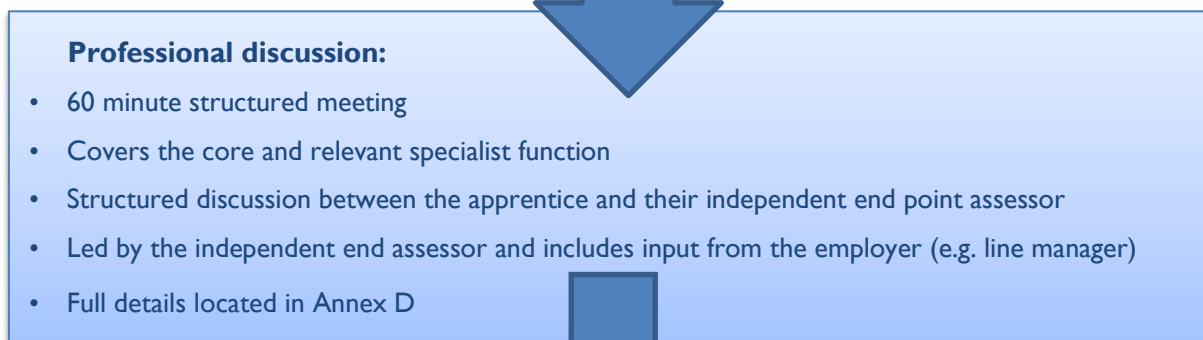 Professional discussion:
• 60 minute structured meeting
• Covers the core and relevant specialist function
• Structured discussion between the apprentice and their independent end point assessor
• Led by the independent end assessor and includes input from the employer (e.g. line manager)
• Full details located in Annex D